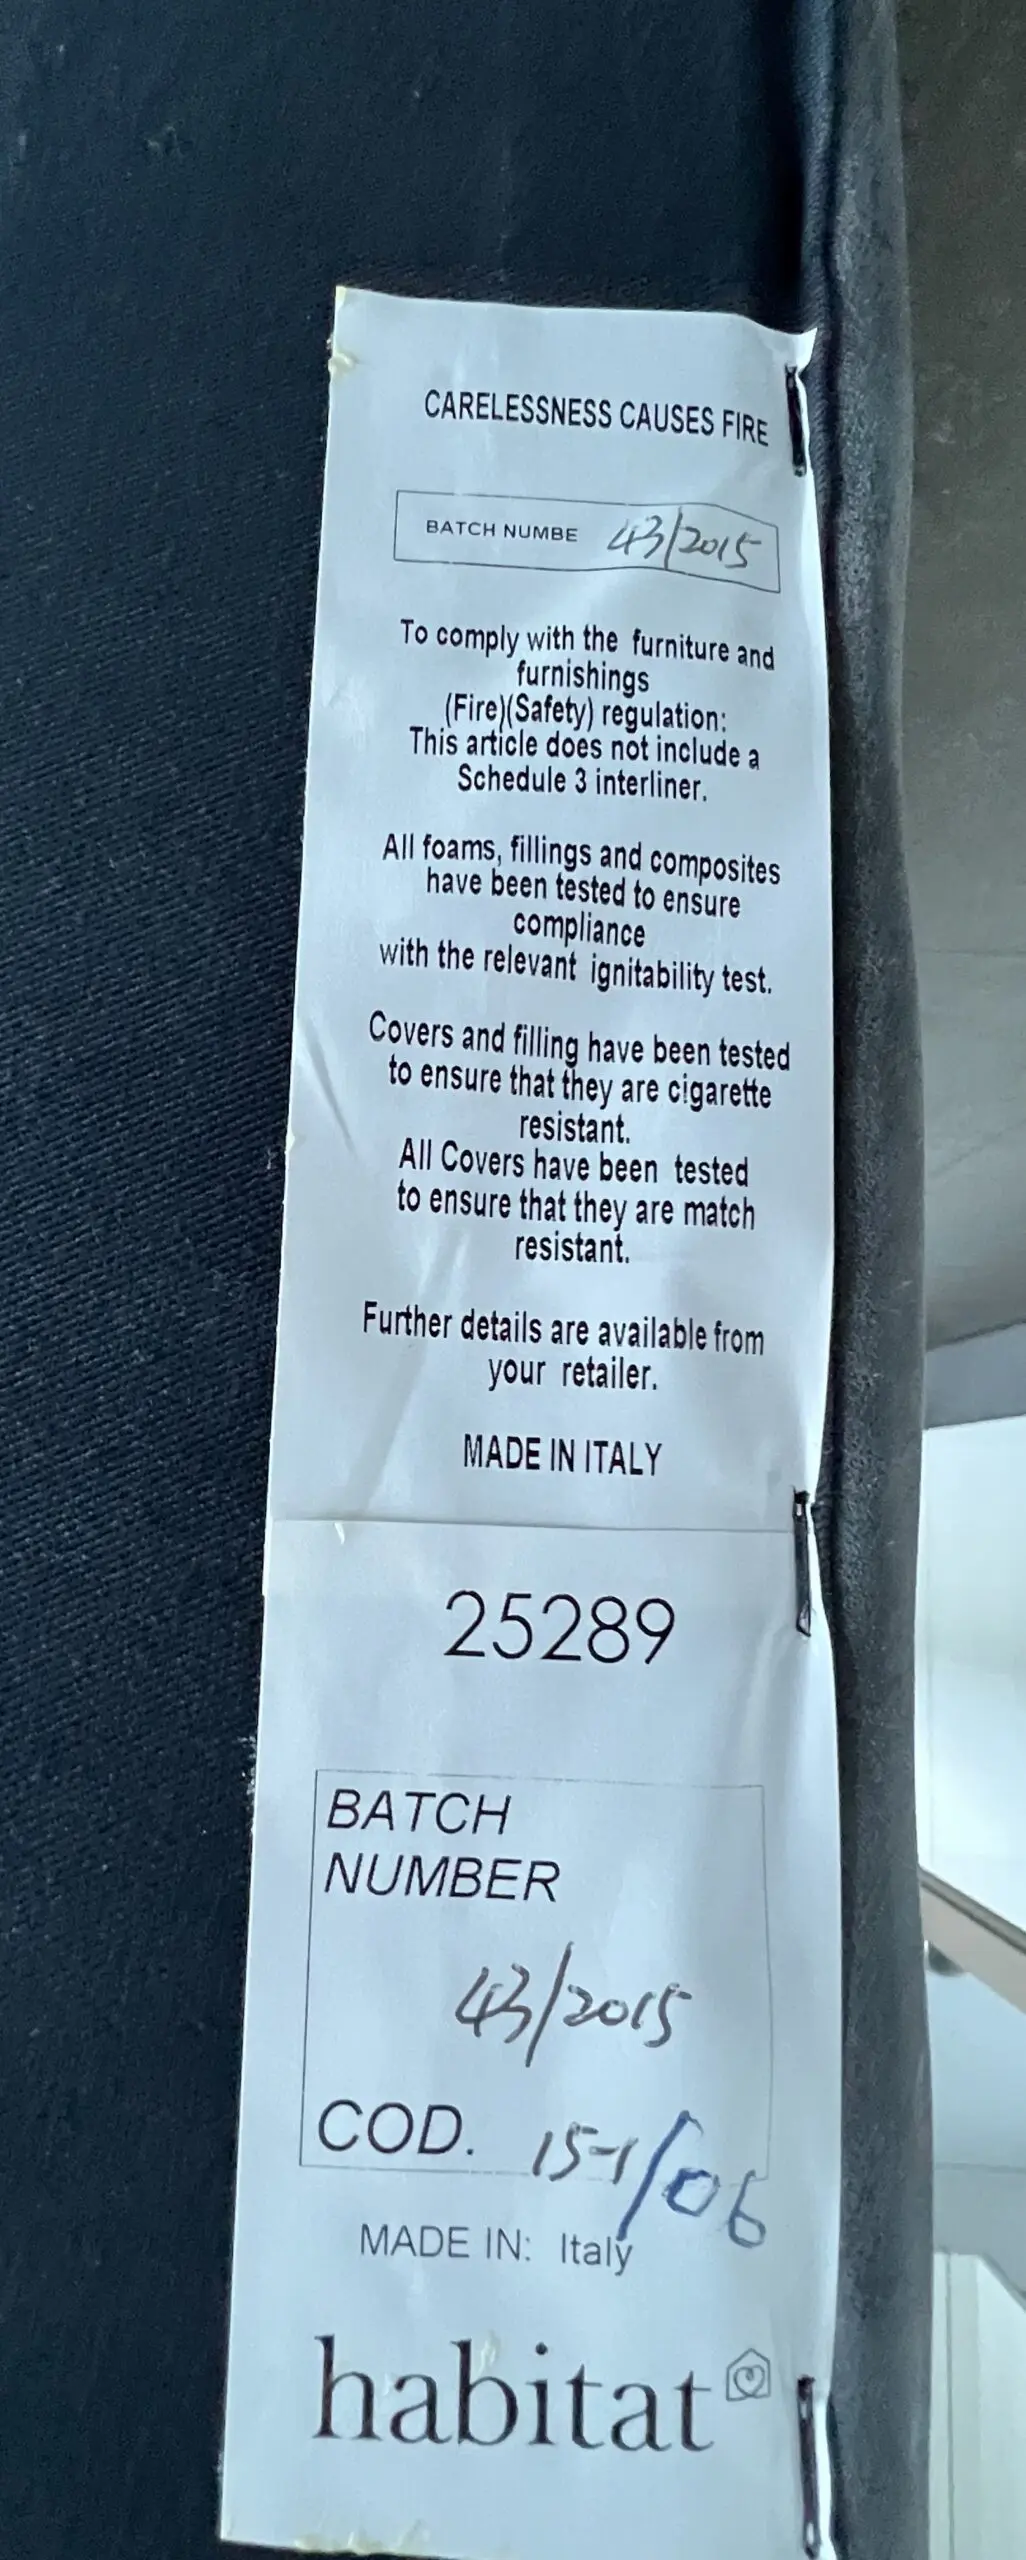 CARELESSNESS CAUSES FIRE
BATCH NUMBE 43/2015
To comply with the furniture and
furnishings
(Fire)(Safety) regulation:
This article does not include a
Schedule 3 interliner.
All foams, fillings and composites
have been tested to ensure
compliance
with the relevant ignitability test.
Covers and filling have been tested
to ensure that they are cigarette
resistant.
All Covers have been tested
to ensure that they are match
resistant.
Further details are available from
your retailer.
MADE IN ITALY
25289
BATCH
NUMBER
43/2015
COD. 15-1/06
MADE IN: Italy
habitat